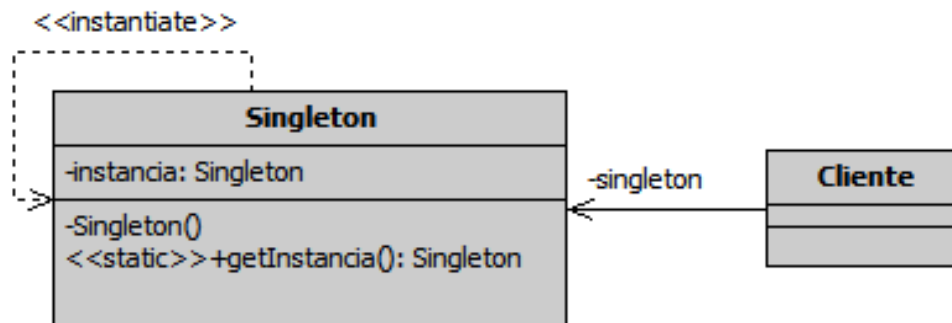 <<instantiate>>
Singleton
-instancia: Singleton
-Singleton()
<<static>>+getInstancia(): Singleton
-singleton
Cliente